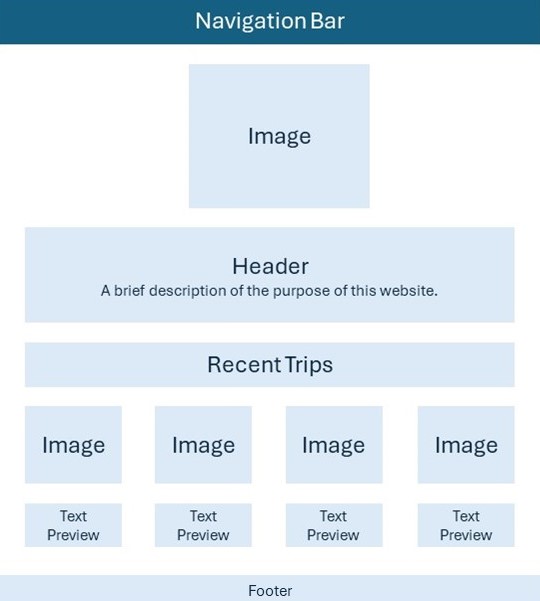 Navigation Bar
Image
Header
A brief description of the purpose of this website.
Recent Trips
Image
Image
Image
Image
Text
Preview
Text
Preview
Text
Preview
Text
Preview
Footer